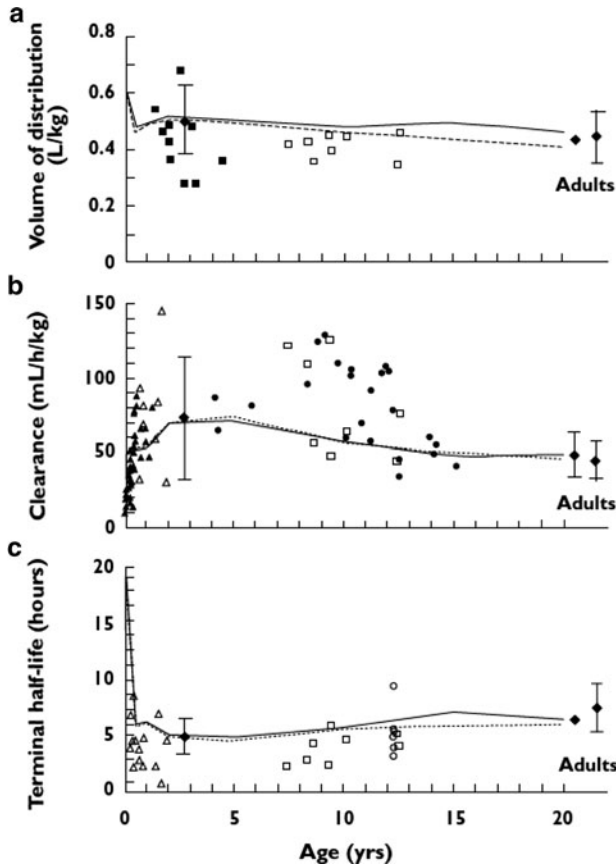 a
0.8
0.6
0.4
0.2
0
Volume of distribution
(L/kg)
Adults
b
150
100
50
0
Clearance (mL/h/kg)
Adults
c
20
15
10
5
0
Terminal half-life (hours)
Adults
0 5 10 15 20
Age (yrs)